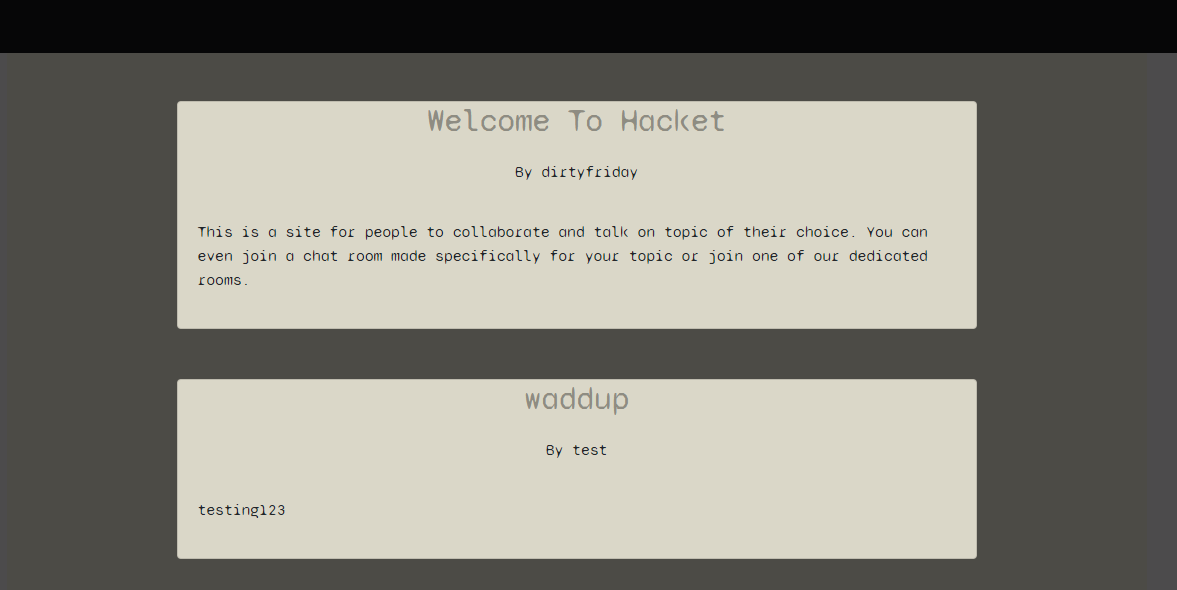 Welcome To Hacket
By dirtyfriday
This is a site for people to collaborate and talk on topic of their choice. You can
even join a chat room made specifically for your topic or join one of our dedicated
rooms.
waddup
By test
testing123